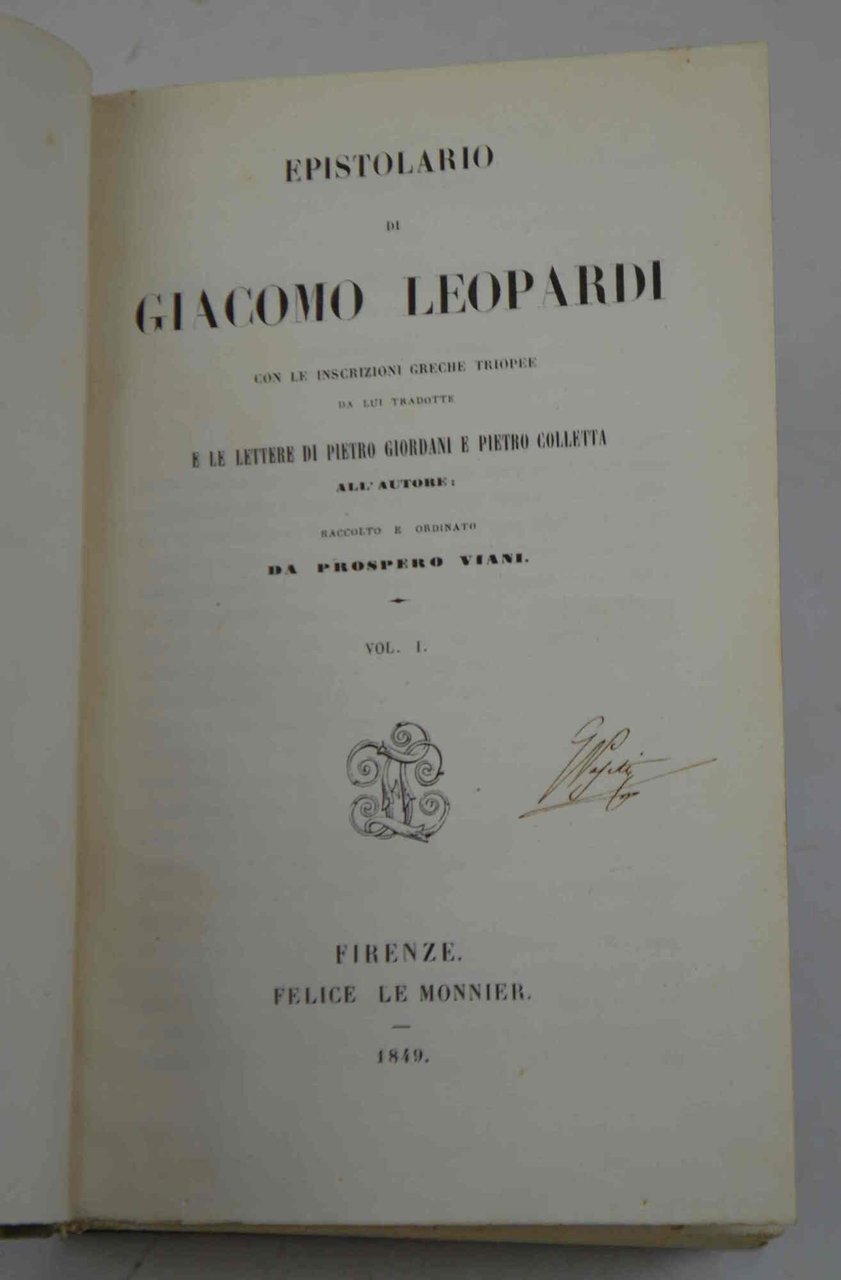 EPISTOLARIO
DI
GIACOMO LEOPARDI
CON LE INSCRIZIONI GRECHE TRIOPEE
DA LUI TRADOTTE
E LE LETTERE DI PIETRO GIORDANI E PIETRO COLLETTA
ALL'AUTORE:
RACCOLTO E ORDINATO
DA PROSPERO VIANI.
VOL. I.
FIRENZE.
FELICE LE MONNIER.
1849.